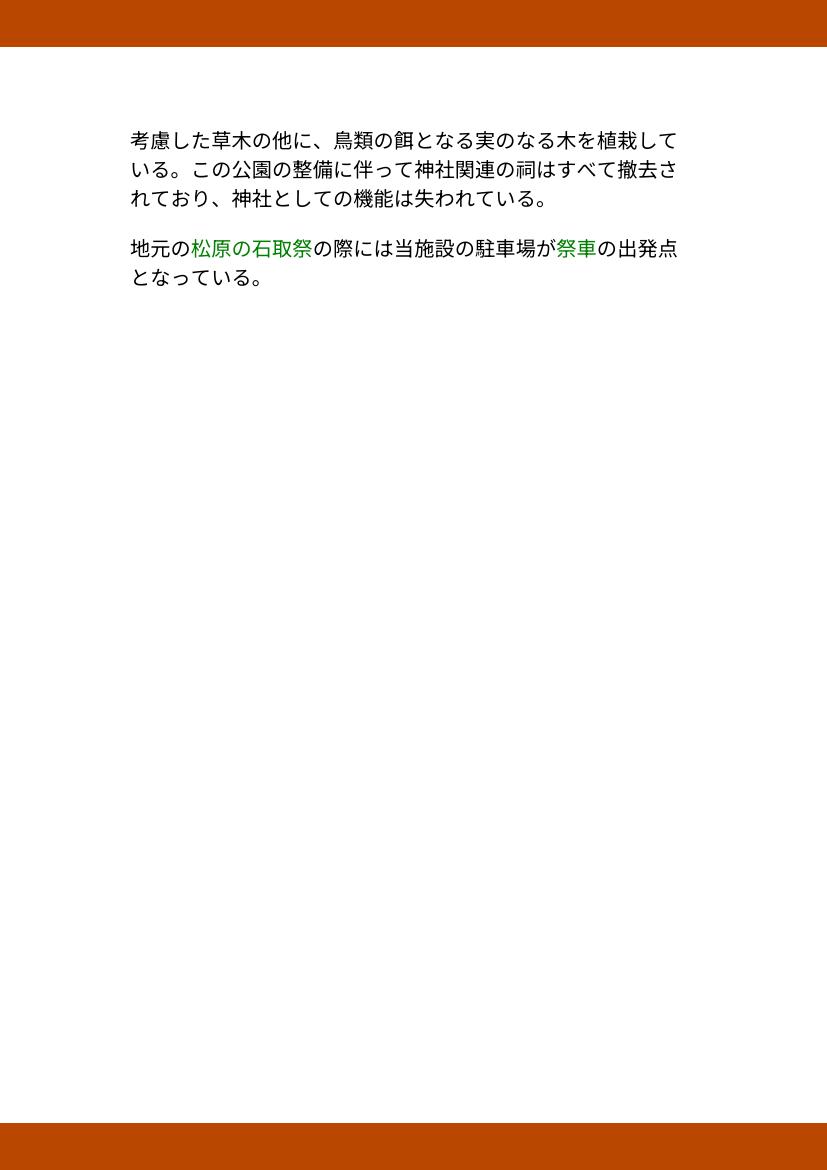 考慮した草木の他に、鳥類の餌となる実のなる木を植栽して
いる。この公園の整備に伴って神社関連の祠はすべて撤去さ
れており、神社としての機能は失われている。
地元の松原の石取祭の際には当施設の駐車場が祭車の出発点
となっている。